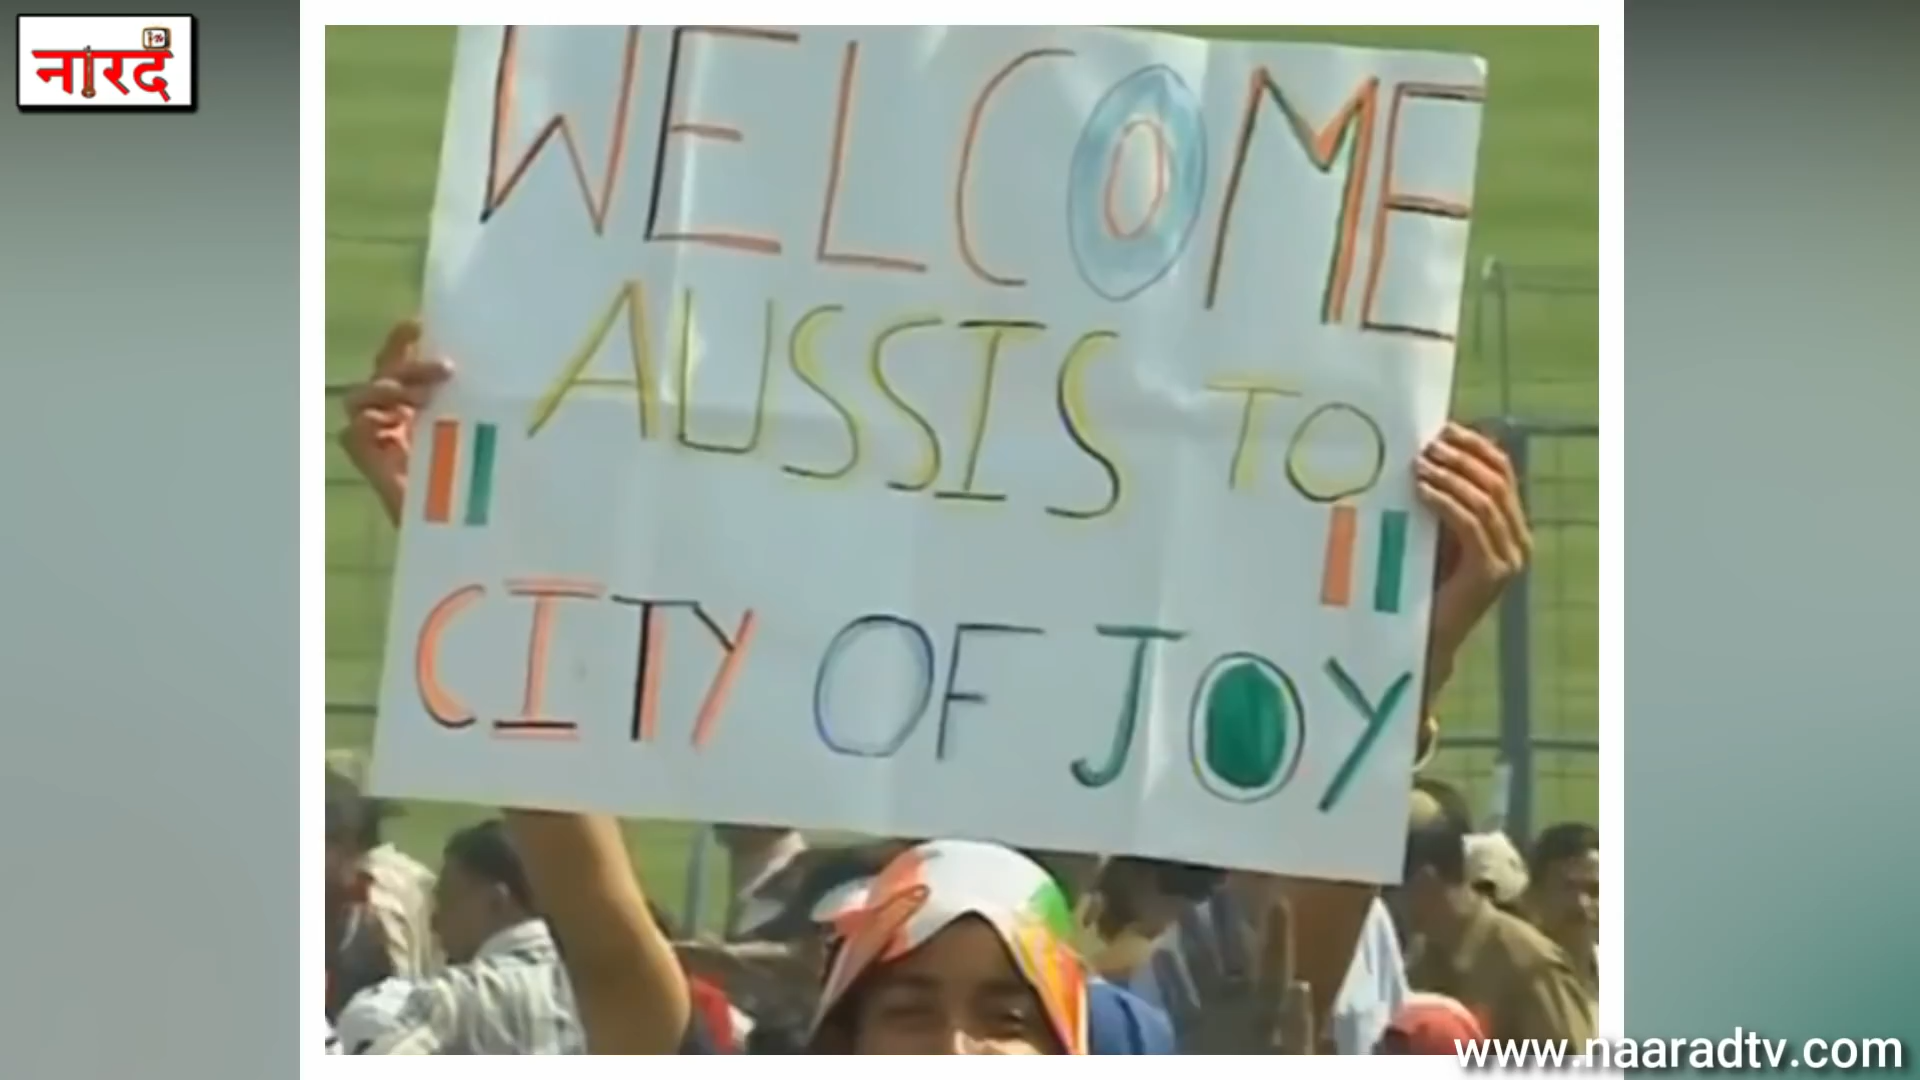 नारद
WELCOME
AUSSIS TO
CITY OF JOY
www.naaradtv.com